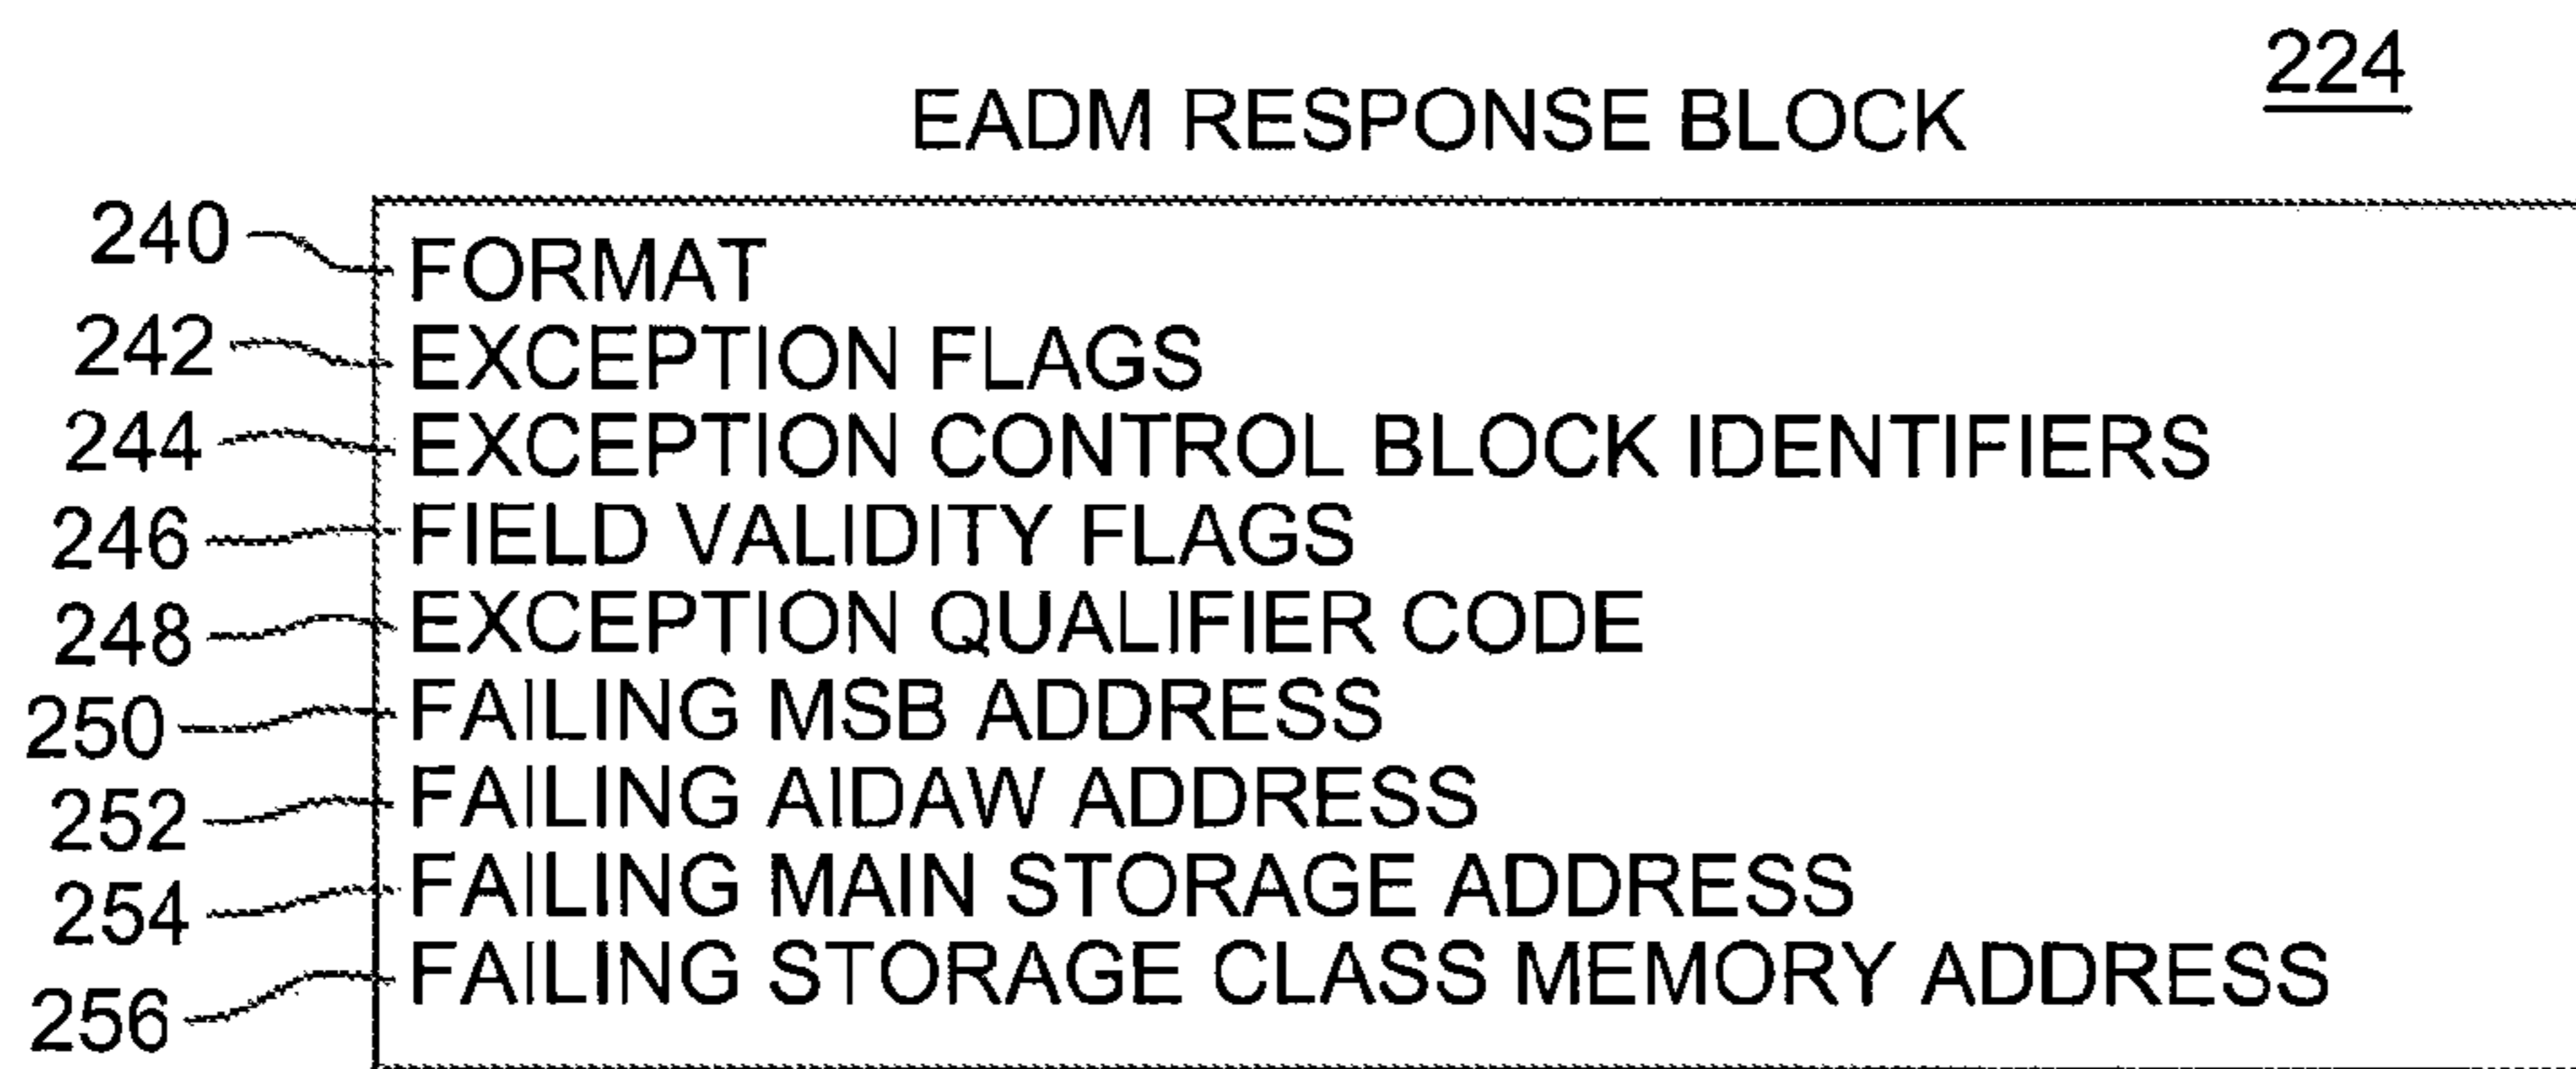 224
EADM RESPONSE BLOCK
240 FORMAT
242 EXCEPTION FLAGS
244 EXCEPTION CONTROL BLOCK IDENTIFIERS
246 FIELD VALIDITY FLAGS
248 EXCEPTION QUALIFIER CODE
250 FAILING MSB ADDRESS
252 FAILING AIDAW ADDRESS
254 FAILING MAIN STORAGE ADDRESS
256 FAILING STORAGE CLASS MEMORY ADDRESS